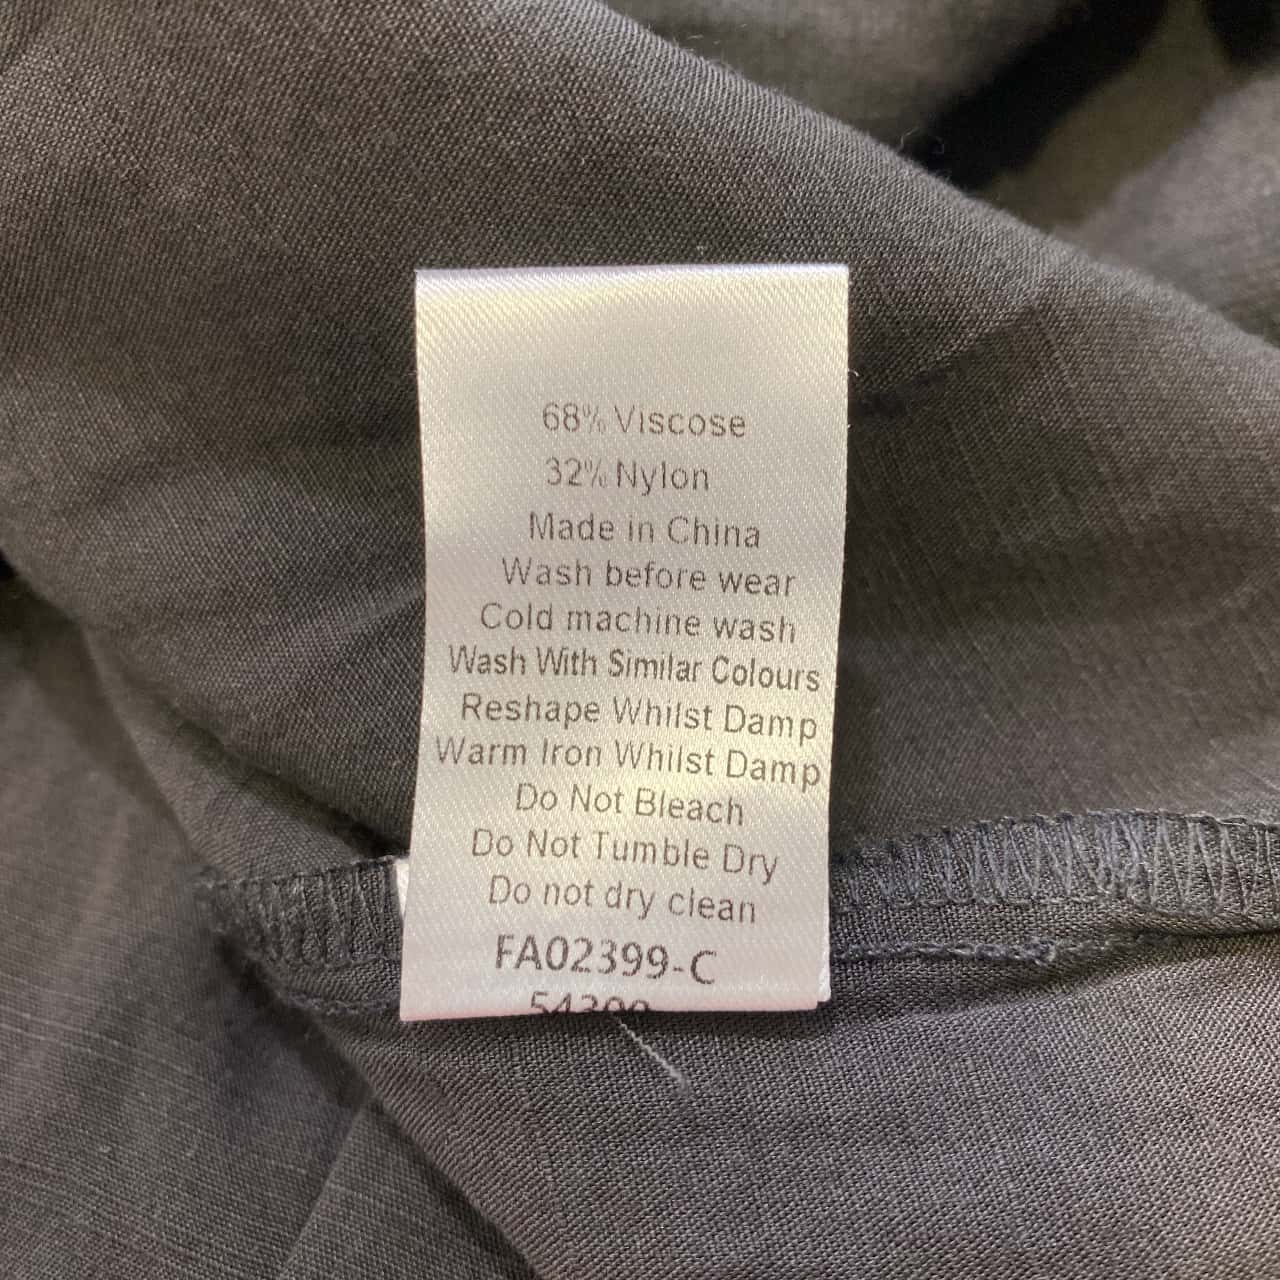 68% Viscose
32% Nylon
Made in China
Wash before wear
Cold machine wash
Wash With Similar Colours
Reshape Whilst Damp
Warm Iron Whilst Damp
Do Not Bleach
Do Not Tumble Dry
Do not dry clean
FA02399-C